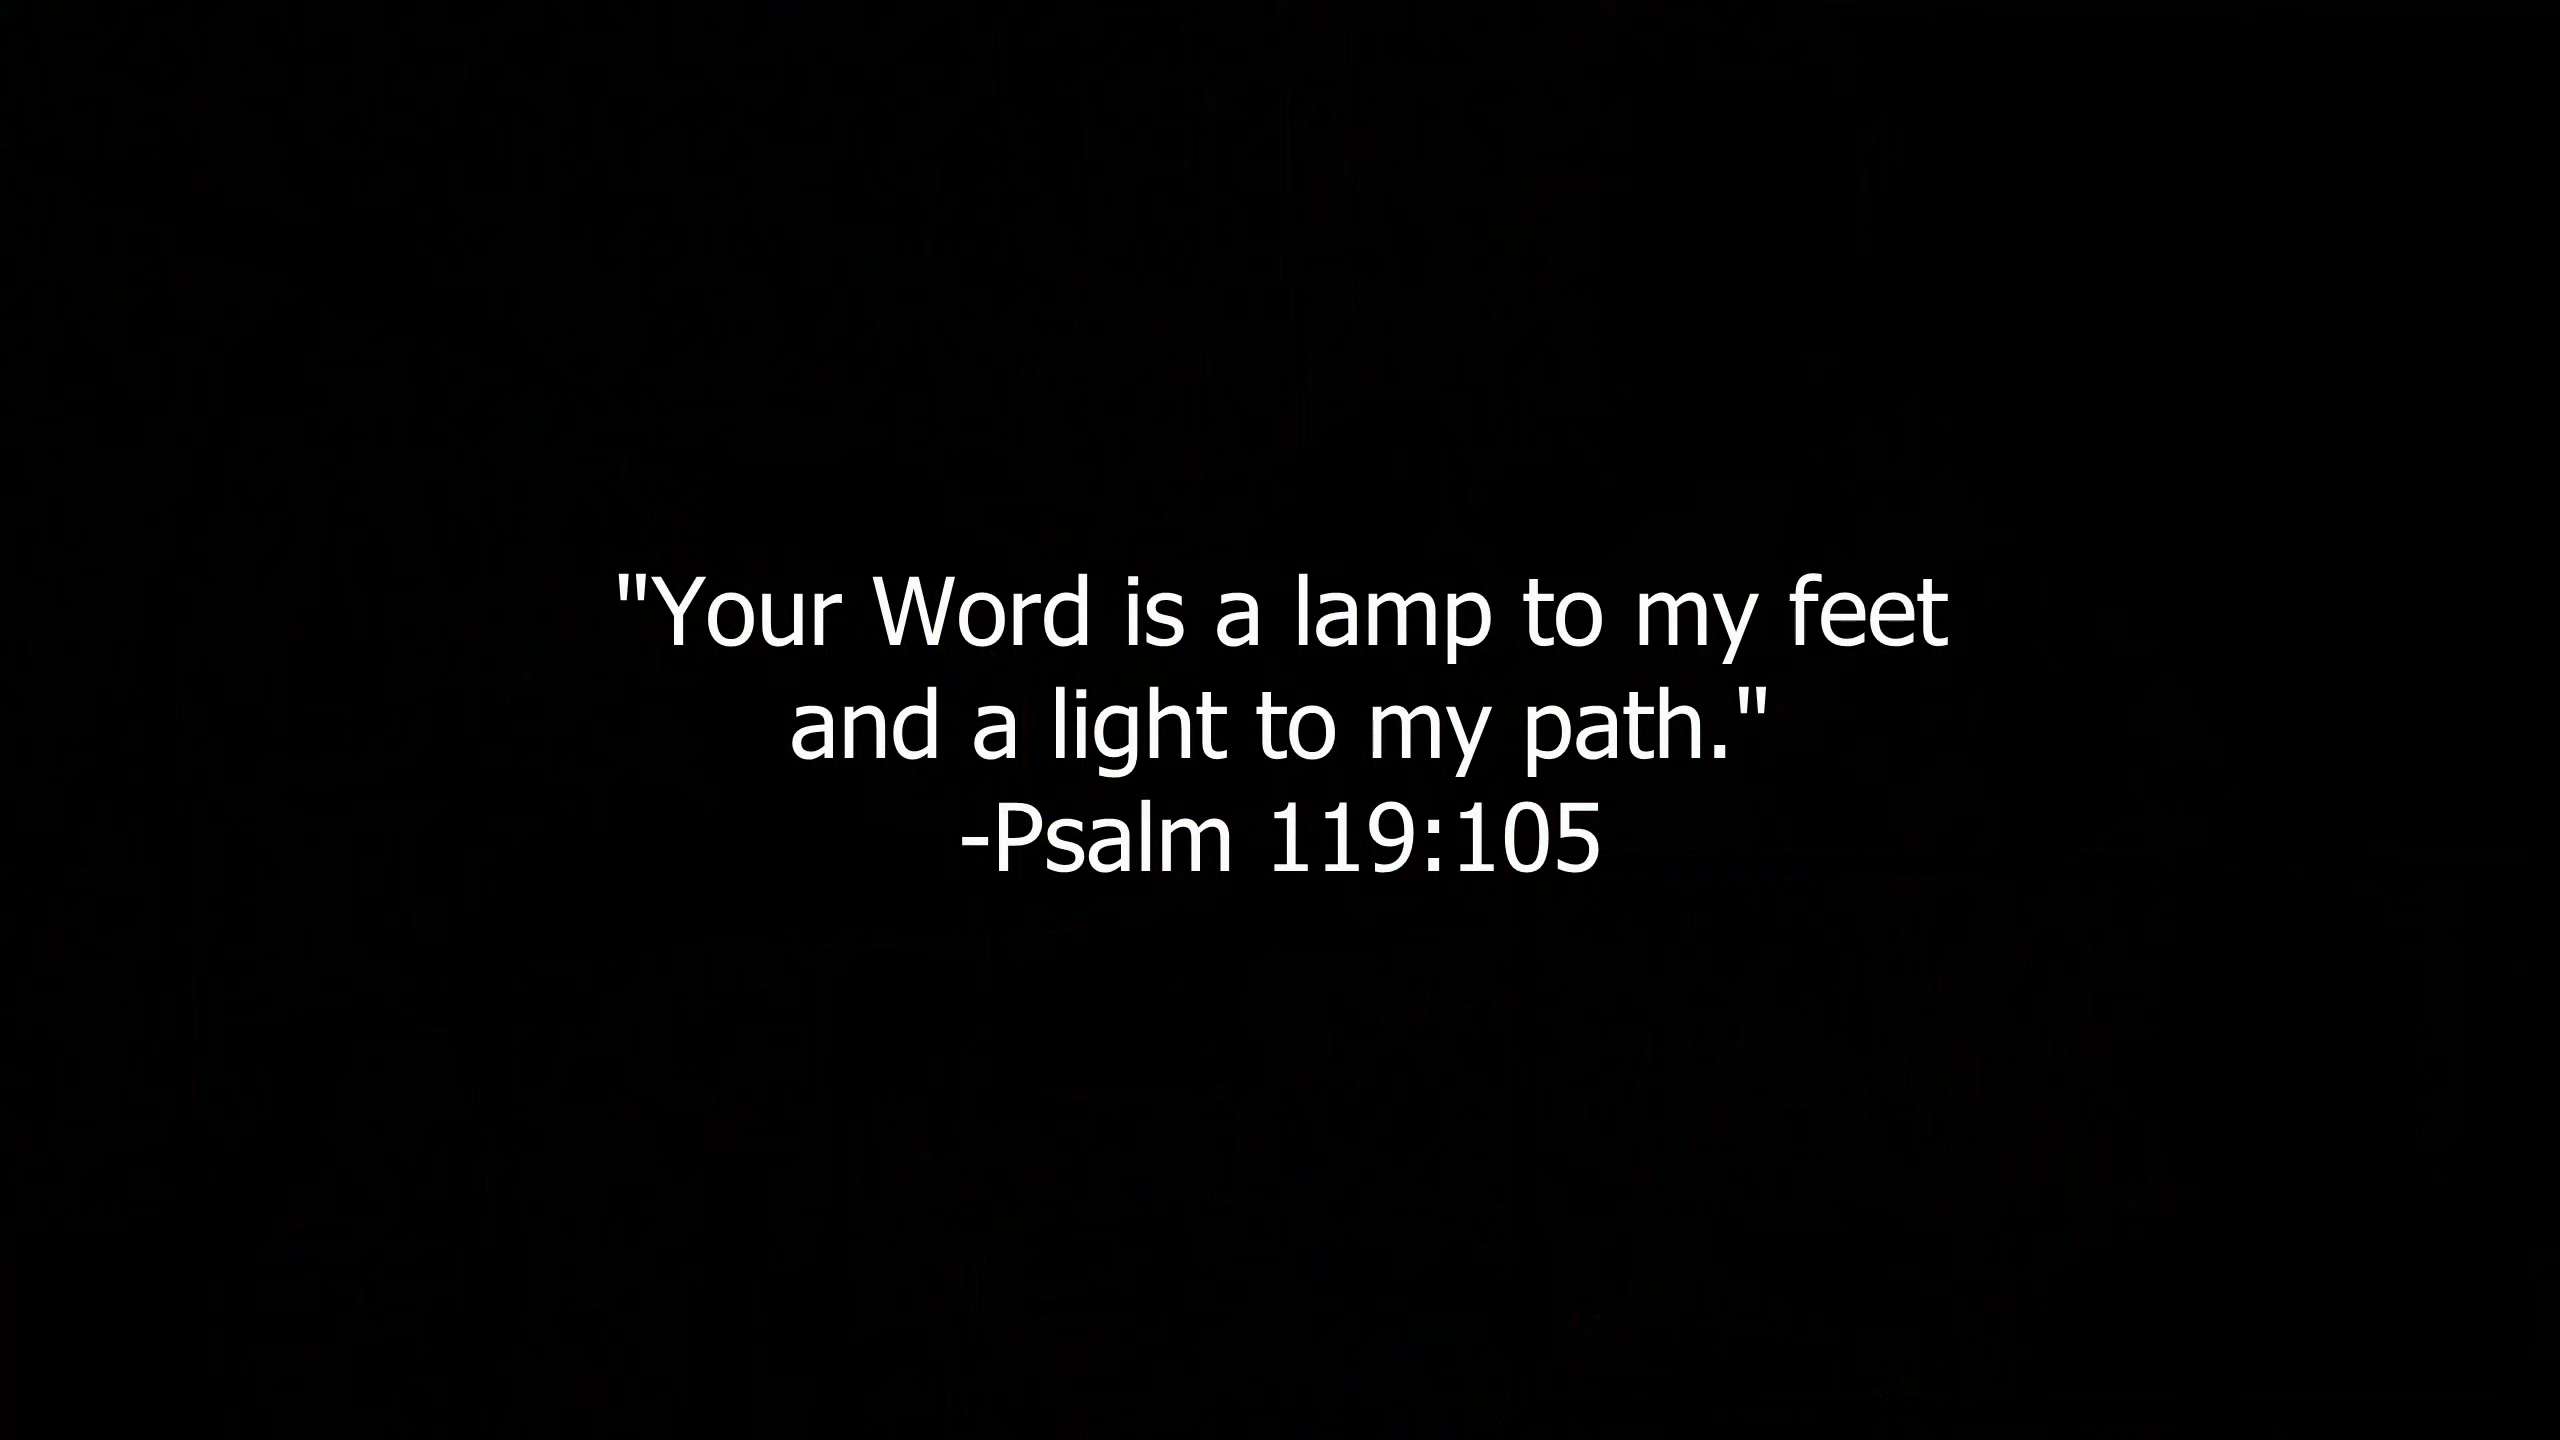 "Your Word is a lamp to my feet
and a light to my path."
-Psalm 119:105